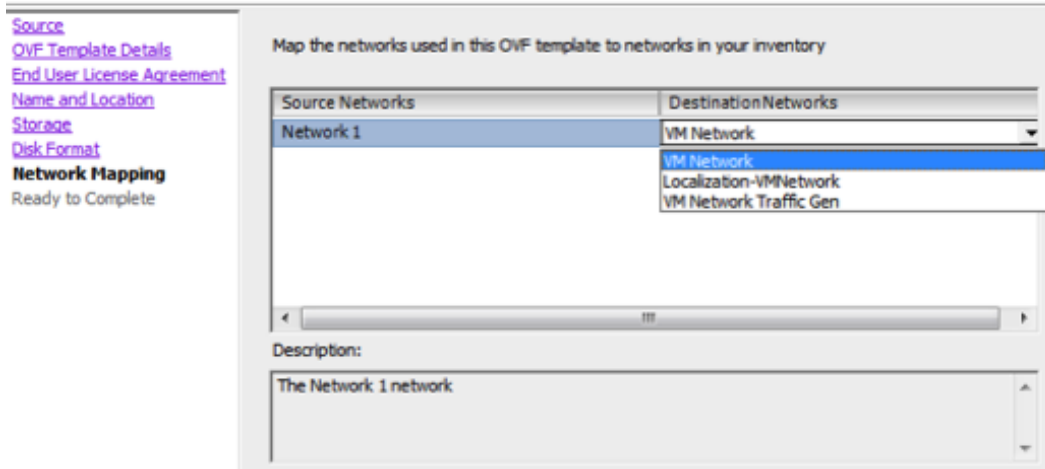 Source
OVF Template Details
End User License Agreement
Name and Location
Storage
Disk Format
Network Mapping
Ready to Complete
Map the networks used in this OVF template to networks in your inventory
Source Networks Destination Networks
Network 1 VM Network
VM Network
Localization-VMNetwork
VM Network Traffic Gen
Description:
The Network 1 network